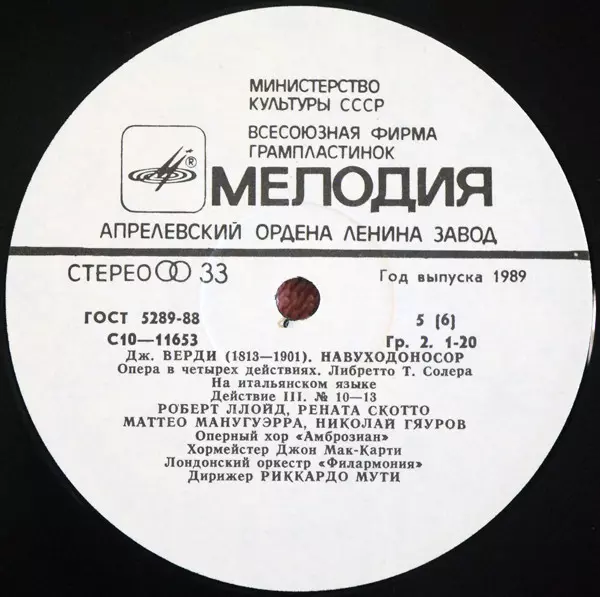 МИНИСТЕРСТВО
КУЛЬТУРЫ СССР
ВСЕСОЮЗНАЯ ФИРМА
ГРАМПЛАСТИНОК
®
МЕЛОДИЯ
АПРЕЛЕВСКИЙ ОРДЕНА ЛЕНИНА ЗАВОД
СТЕРЕО 33
Год выпуска 1989
ГОСТ 5289-88
5 (6)
С10—11653
Гр. 2. 1-20
Дж. ВЕРДИ (1813—1901). НАВУХОДОНОСОР
Опера в четырех действиях. Либретто Т. Солера
На итальянском языке
Действие III. № 10—13
РОБЕРТ ЛЛОЙД, РЕНАТА СКОТТО
МАТТЕО МАНУГУЭРРА, НИКОЛАЙ ГЯУРОВ
Оперный хор «Амброзиан»
Хормейстер Джон Мак-Карти
Лондонский оркестр «Филармония»
Дирижер РИККАРДО МУТИ